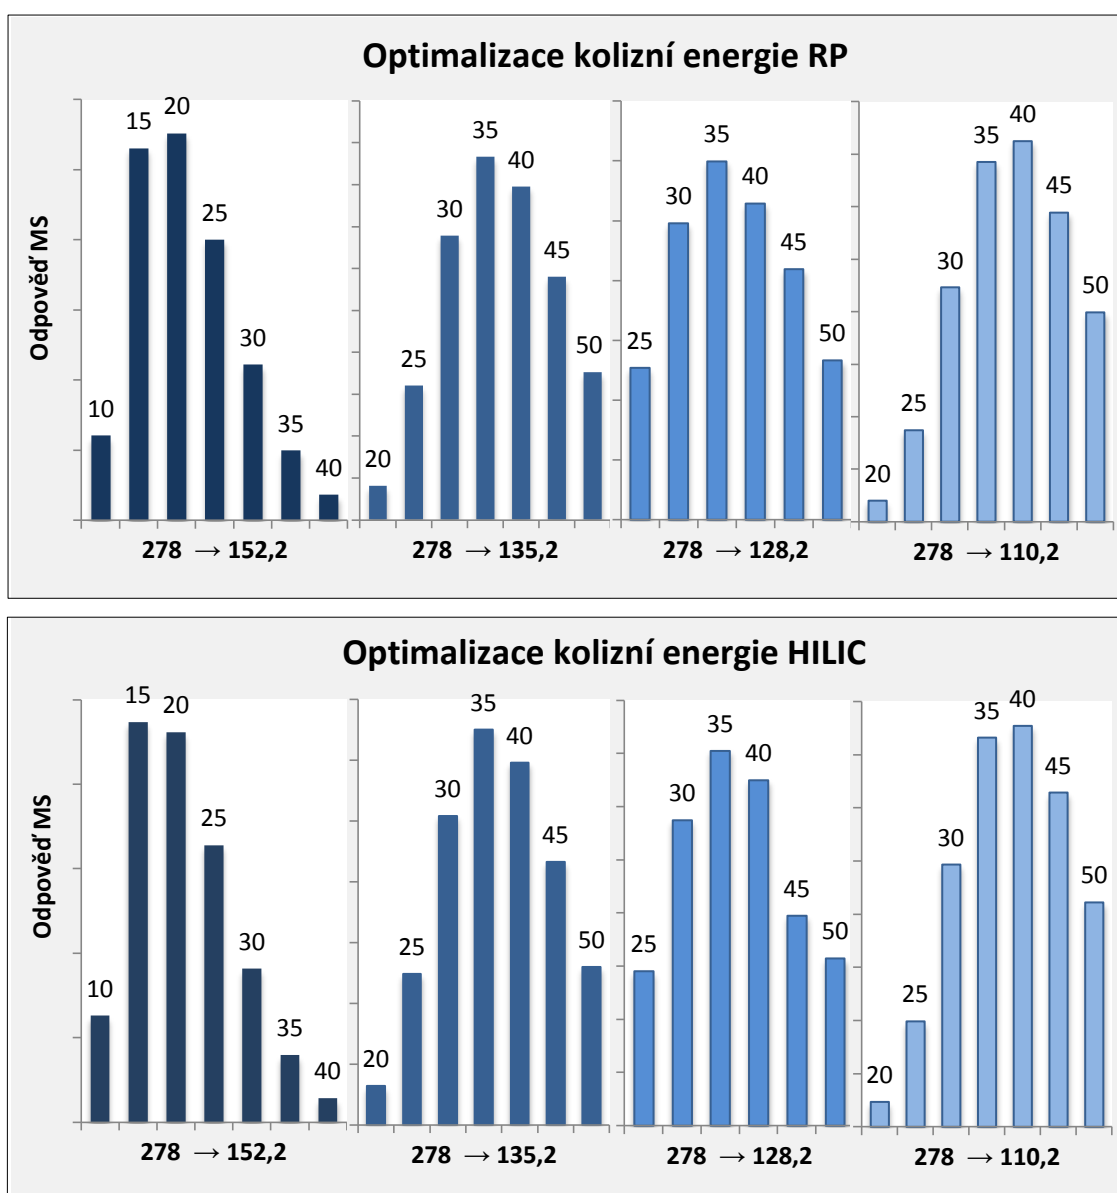 Optimalizace kolizní energie RP
Odpověď MS
10 15 20 25 30 35 40
278 → 152,2
20 25 30 35 40 45 50
278 → 135,2
25 30 35 40 45 50
278 → 128,2
20 25 30 35 40 45 50
278 → 110,2
Optimalizace kolizní energie HILIC
Odpověď MS
10 15 20 25 30 35 40
278 → 152,2
20 25 30 35 40 45 50
278 → 135,2
25 30 35 40 45 50
278 → 128,2
20 25 30 35 40 45 50
278 → 110,2